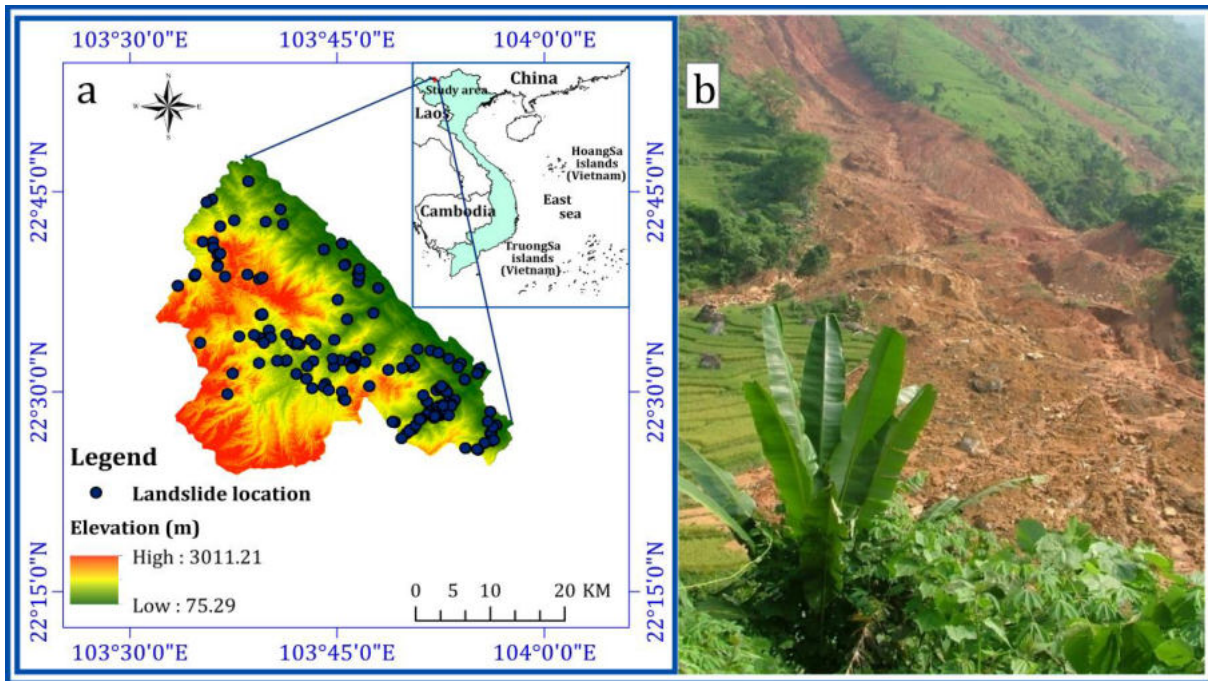 103°30'0"E
103°45'0"E
104°0'0"E
a
N
W
E
S
China
Study area
Laos
HoangSa
islands
(Vietnam)
East
sea
Cambodia
TruongSa
islands
(Vietnam)
22°45'0"N
22°45'0"N
22°30'0"N
22°30'0"N
Legend
Landslide location
Elevation (m)
High : 3011.21
Low : 75.29
0
5
10
20 KM
22°15'0"N
22°15'0"N
103°30'0"E
103°45'0"E
104°0'0"E
b